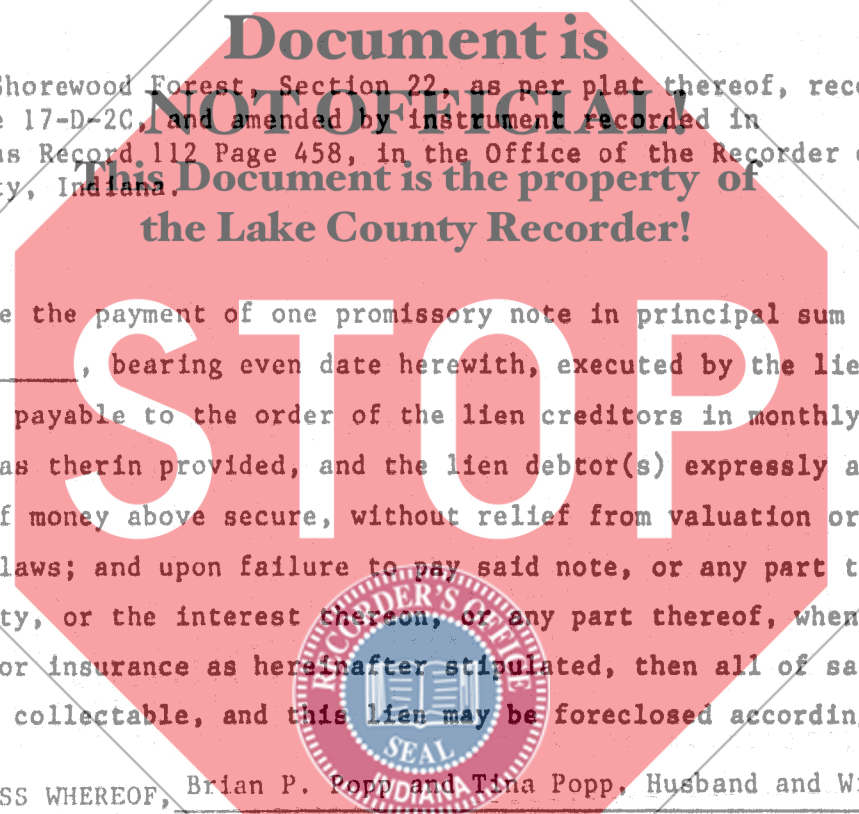 Document is
Shorewood Forest, Section 22, as per plat thereof, reco
NOT OFFICIAL!
e 17-D-2C, and amended by instrument recorded in
us Record 112 Page 458, in the Office of the Recorder o
This Document is the property of
ty, Indiana.
the Lake County Recorder!
STOP
e the payment of one promissory note in principal sum
, bearing even date herewith, executed by the lie
payable to the order of the lien creditors in monthly
as therin provided, and the lien debtor(s) expressly a
f money above secure, without relief from valuation or
laws; and upon failure to pay said note, or any part t
ty, or the interest thereon, or any part thereof, when
or insurance as hereinafter stipulated, then all of sa
collectable, and this lien may be foreclosed accordin
RECORDER'S OFFICE
SEAL
INDIANA
SS WHEREOF, Brian P. Popp and Tina Popp, Husband and Wi